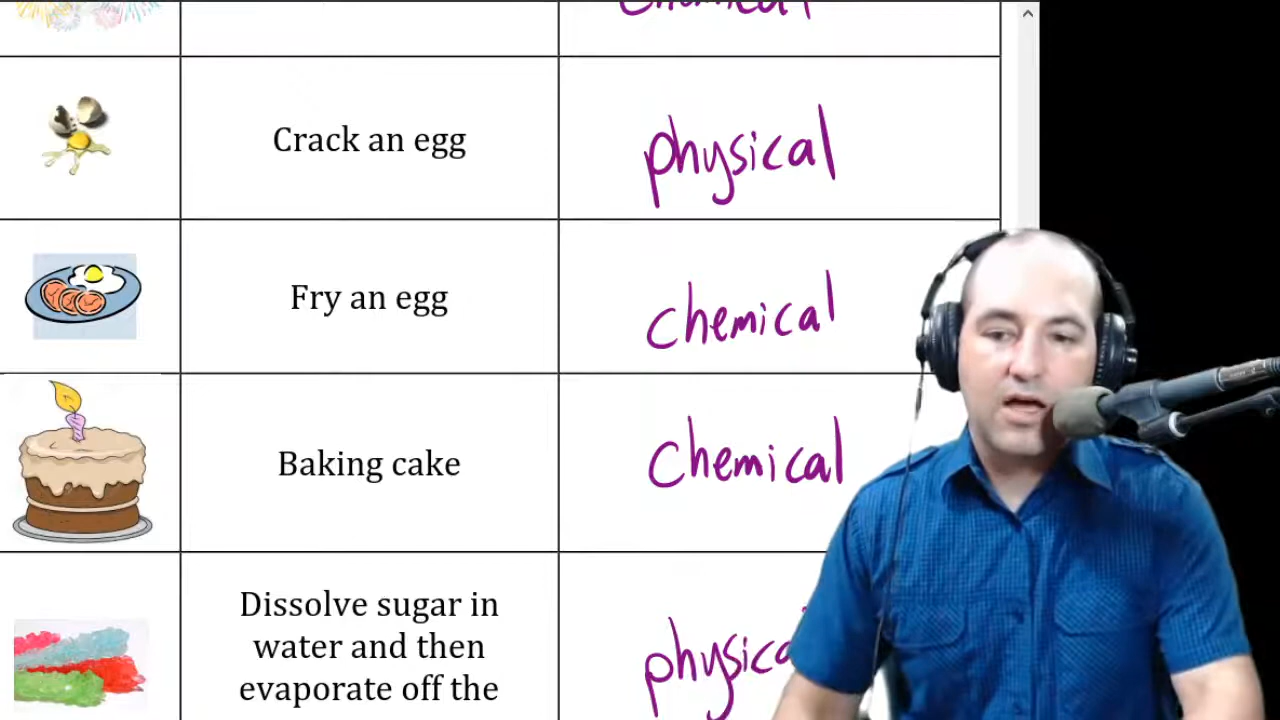 chemical
Crack an egg
physical
Fry an egg
chemical
Baking cake
Chemical
Dissolve sugar in
water and then
evaporate off the